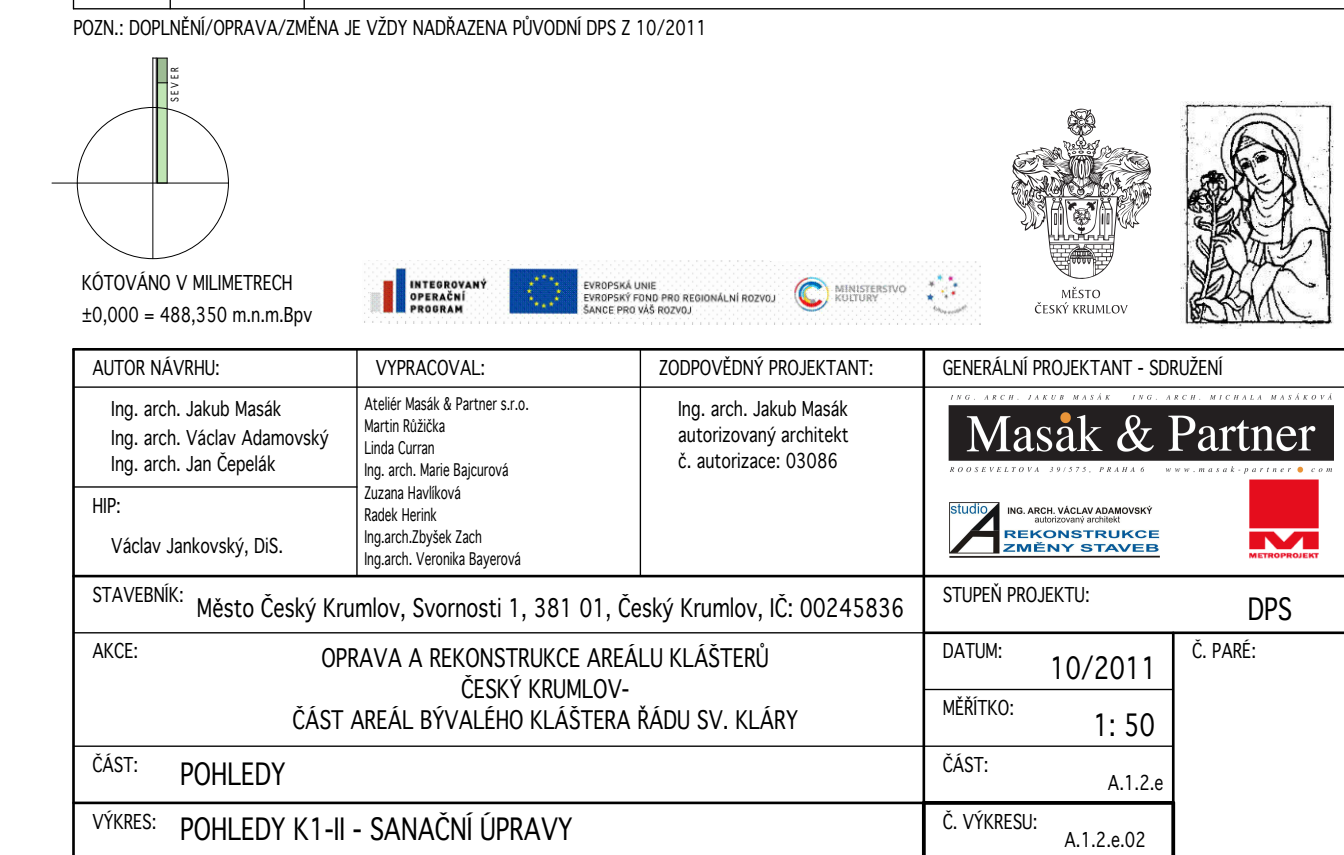 POZN.: DOPLNĚNÍ/OPRAVA/ZMĚNA JE VŽDY NADŘAZENA PŮVODNÍ DPS Z 10/2011
SEVER
KÓTOVÁNO V MILIMETRECH
±0,000 = 488,350 m.n.m.Bpv
INTEGROVANÝ
OPERAČNÍ
PROGRAM
EVROPSKÁ UNIE
EVROPSKÝ FOND PRO REGIONÁLNÍ ROZVOJ
ŠANCE PRO VÁŠ ROZVOJ
MINISTERSTVO
KULTURY
MĚSTO
ČESKÝ KRUMLOV
AUTOR NÁVRHU:
Ing. arch. Jakub Masák
Ing. arch. Václav Adamovský
Ing. arch. Jan Čepelák
HIP:
Václav Jankovský, DiS.
VYPRACOVAL:
Ateliér Masák & Partner s.r.o.
Martin Růžička
Linda Curran
Ing. arch. Marie Bajcurová
Zuzana Havlíková
Radek Herink
Ing.arch.Zbyšek Zach
Ing.arch. Veronika Bayerová
ZODPOVĚDNÝ PROJEKTANT:
Ing. arch. Jakub Masák
autorizovaný architekt
č. autorizace: 03086
GENERÁLNÍ PROJEKTANT - SDRUŽENÍ
ING. ARCH. JAKUB MASÁK ING. ARCH. MICHALA MASÁKOVÁ
Masák & Partner
ROOSEVELTOVA 39/575, PRAHA 6 www.masak-partner.com
studio A
ING. ARCH. VÁCLAV ADAMOVSKÝ
autorizovaný architekt
REKONSTRUKCE
ZMĚNY STAVEB
METROPROJEKT
STAVEBNÍK: Město Český Krumlov, Svornosti 1, 381 01, Český Krumlov, IČ: 00245836
STUPEŇ PROJEKTU: DPS
AKCE: OPRAVA A REKONSTRUKCE AREÁLU KLÁŠTERŮ
ČESKÝ KRUMLOV-
ČÁST AREÁL BÝVALÉHO KLÁŠTERA ŘÁDU SV. KLÁRY
DATUM: 10/2011
Č. PARÉ:
MĚŘÍTKO: 1: 50
ČÁST: POHLEDY
ČÁST: A.1.2.e
VÝKRES: POHLEDY K1-II - SANAČNÍ ÚPRAVY
Č. VÝKRESU: A.1.2.e.02